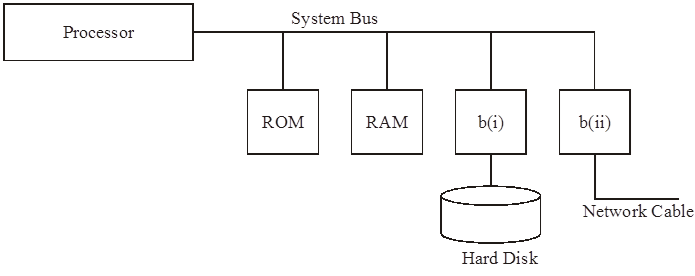 System Bus
Processor
ROM
RAM
b(i)
b(ii)
Network Cable
Hard Disk